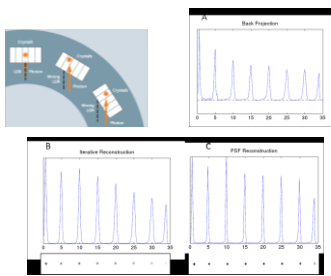 Crystals
LOR
Photon
Crystals
Wrong
LOR
Photon
Crystals
Wrong
LOR
Photon
A
Back Projection
0 5 10 15 20 25 30 35
B
Iterative Reconstruction
0 5 10 15 20 25 30 35
C
PSF Reconstruction
0 5 10 15 20 25 30 35